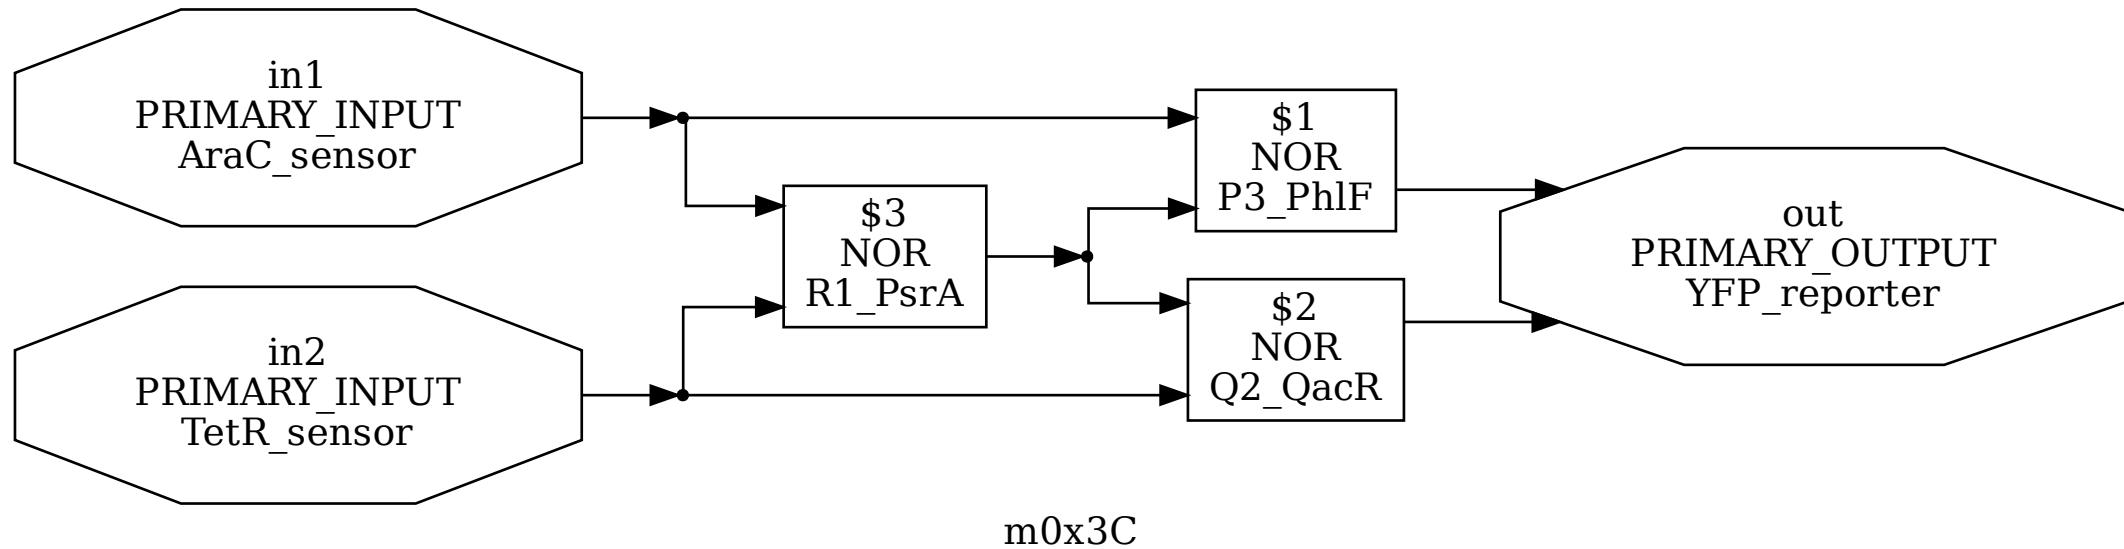 in1
PRIMARY_INPUT
AraC_sensor
in2
PRIMARY_INPUT
TetR_sensor
$3
NOR
R1_PsrA
$1
NOR
P3_PhlF
$2
NOR
Q2_QacR
out
PRIMARY_OUTPUT
YFP_reporter
m0x3C